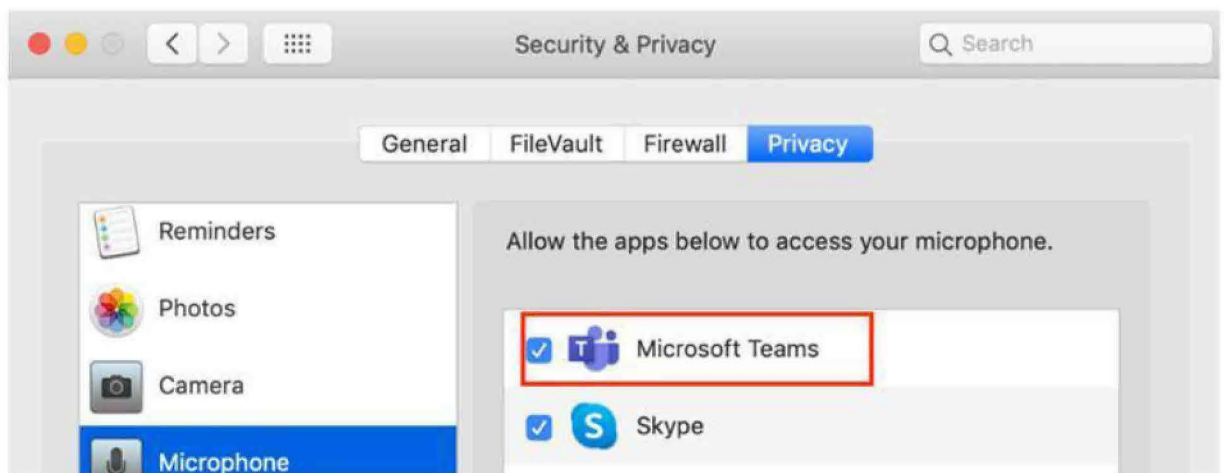 Security & Privacy
Search
General FileVault Firewall Privacy
Reminders
Allow the apps below to access your microphone.
Photos
Microsoft Teams
Camera
Skype
Microphone